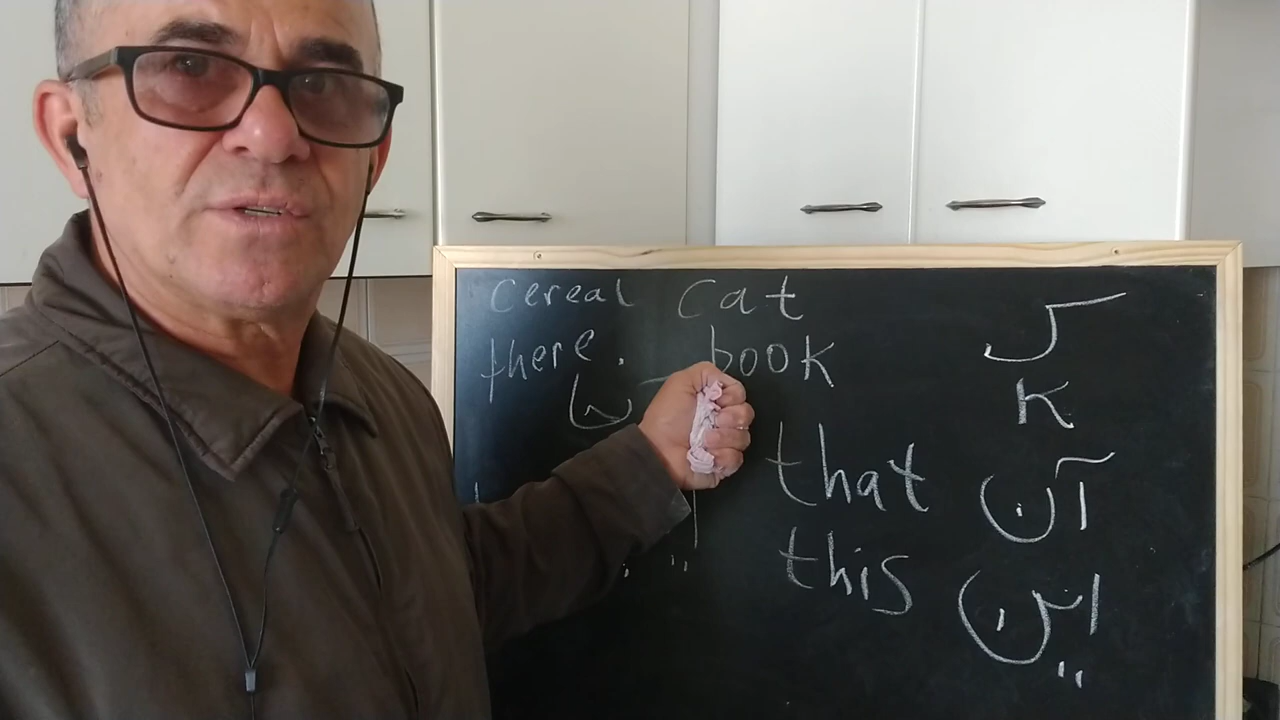 cereal cat
there. book
ک
K
that آن
this این